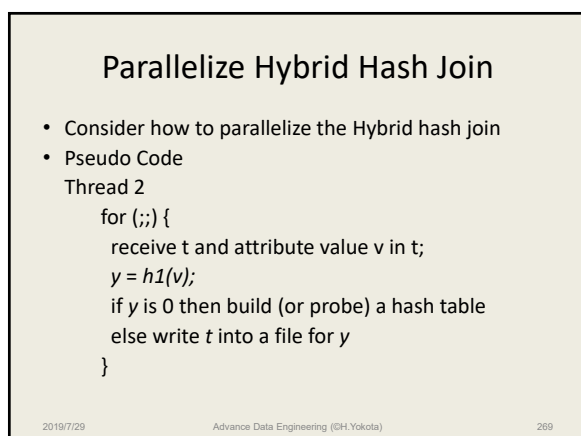 Parallelize Hybrid Hash Join
• Consider how to parallelize the Hybrid hash join
• Pseudo Code
Thread 2
for (;;) {
receive t and attribute value v in t;
y = h1(v);
if y is 0 then build (or probe) a hash table
else write t into a file for y
}
2019/7/29 Advance Data Engineering (©H.Yokota) 269